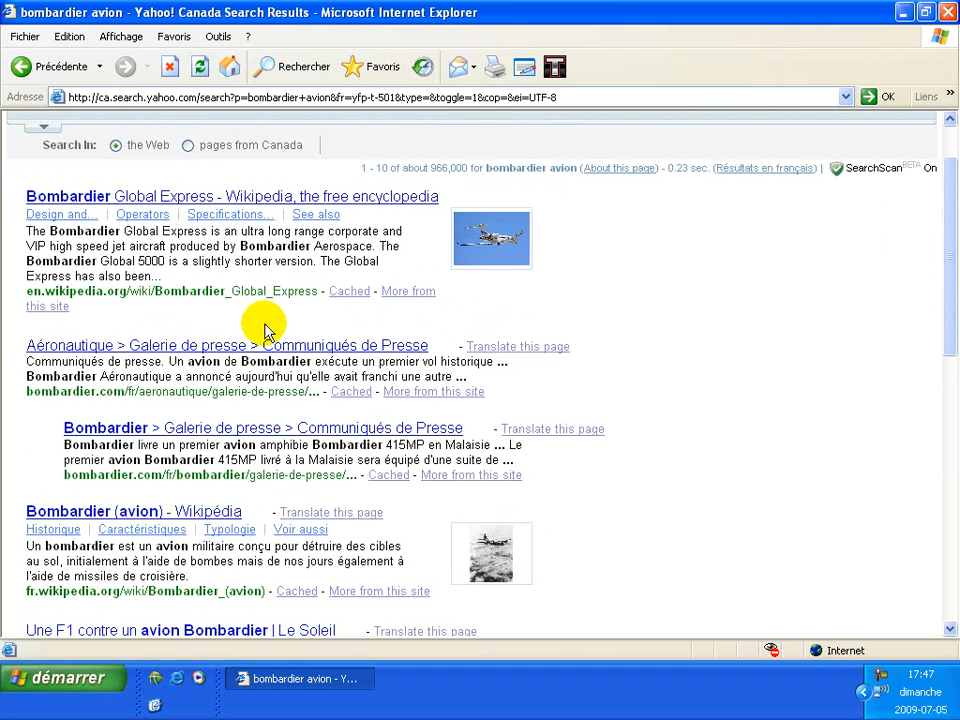 bombardier avion - Yahoo! Canada Search Results - Microsoft Internet Explorer
Fichier Edition Affichage Favoris Outils ?
Précédente Rechercher Favoris
Adresse http://ca.search.yahoo.com/search?p=bombardier+avion&fr=yfp-t-501&type=&toggle=1&cop=&ei=UTF-8 OK Liens »
Search In: the Web pages from Canada
1 - 10 of about 966,000 for bombardier avion (About this page) - 0.23 sec. (Résultats en français) | SearchScan BETA On
Bombardier Global Express - Wikipedia, the free encyclopedia
Design and... | Operators | Specifications... | See also
The Bombardier Global Express is an ultra long range corporate and
VIP high speed jet aircraft produced by Bombardier Aerospace. The
Bombardier Global 5000 is a slightly shorter version. The Global
Express has also been...
en.wikipedia.org/wiki/Bombardier_Global_Express - Cached - More from
this site
Aéronautique > Galerie de presse > Communiqués de Presse - Translate this page
Communiqués de presse. Un avion de Bombardier exécute un premier vol historique ...
Bombardier Aéronautique a annoncé aujourd'hui qu'elle avait franchi une autre ...
bombardier.com/fr/aeronautique/galerie-de-presse/... - Cached - More from this site
Bombardier > Galerie de presse > Communiqués de Presse - Translate this page
Bombardier livre un premier avion amphibie Bombardier 415MP en Malaisie ... Le
premier avion Bombardier 415MP livré à la Malaisie sera équipé d'une suite de ...
bombardier.com/fr/bombardier/galerie-de-presse/... - Cached - More from this site
Bombardier (avion) - Wikipédia - Translate this page
Historique | Caractéristiques | Typologie | Voir aussi
Un bombardier est un avion militaire conçu pour détruire des cibles
au sol, initialement à l'aide de bombes mais de nos jours également à
l'aide de missiles de croisière.
fr.wikipedia.org/wiki/Bombardier_(avion) - Cached - More from this site
Une F1 contre un avion Bombardier | Le Soleil - Translate this page
Internet
démarrer bombardier avion - Y... 17:47
dimanche
2009-07-05